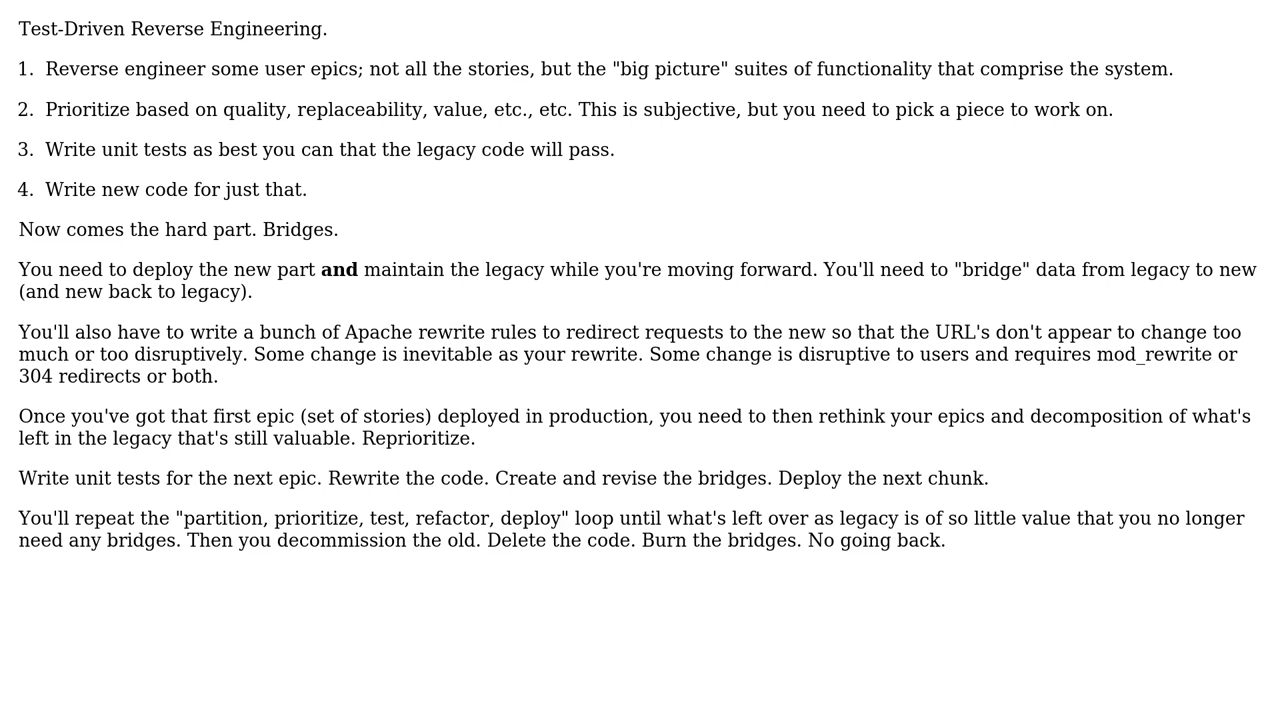 Test-Driven Reverse Engineering.
1. Reverse engineer some user epics; not all the stories, but the "big picture" suites of functionality that comprise the system.
2. Prioritize based on quality, replaceability, value, etc., etc. This is subjective, but you need to pick a piece to work on.
3. Write unit tests as best you can that the legacy code will pass.
4. Write new code for just that.
Now comes the hard part. Bridges.
You need to deploy the new part and maintain the legacy while you're moving forward. You'll need to "bridge" data from legacy to new
(and new back to legacy).
You'll also have to write a bunch of Apache rewrite rules to redirect requests to the new so that the URL's don't appear to change too
much or too disruptively. Some change is inevitable as your rewrite. Some change is disruptive to users and requires mod_rewrite or
304 redirects or both.
Once you've got that first epic (set of stories) deployed in production, you need to then rethink your epics and decomposition of what's
left in the legacy that's still valuable. Reprioritize.
Write unit tests for the next epic. Rewrite the code. Create and revise the bridges. Deploy the next chunk.
You'll repeat the "partition, prioritize, test, refactor, deploy" loop until what's left over as legacy is of so little value that you no longer
need any bridges. Then you decommission the old. Delete the code. Burn the bridges. No going back.